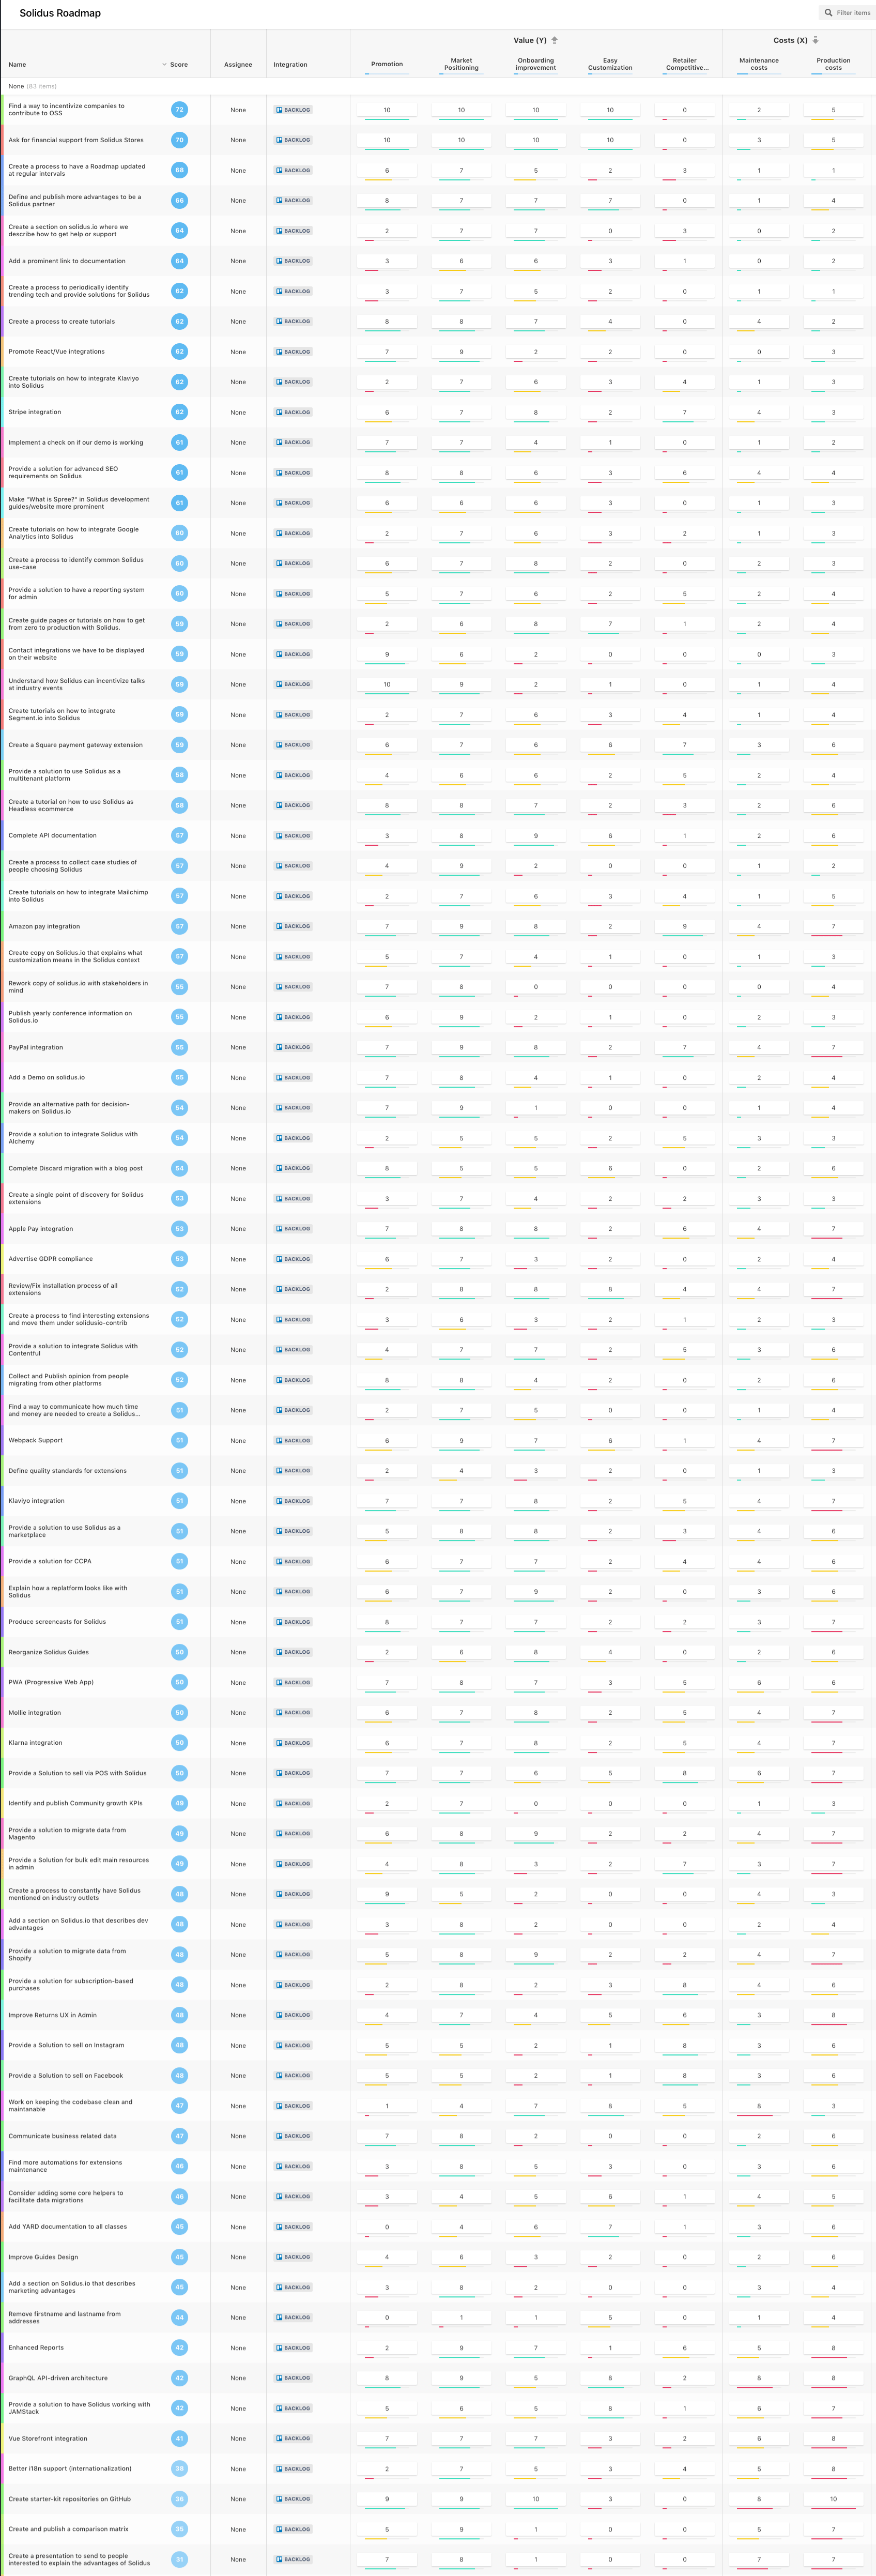 Solidus Roadmap
Filter items
Value (Y) Costs (X)
Name Score Assignee Integration Promotion Market Positioning Onboarding improvement Easy Customization Retailer Competitive... Maintenance costs Production costs
None (83 items)
Find a way to incentivize companies to
contribute to OSS 72 None BACKLOG 10 10 10 10 0 2 5
Ask for financial support from Solidus Stores 70 None BACKLOG 10 10 10 10 0 3 5
Create a process to have a Roadmap updated
at regular intervals 68 None BACKLOG 6 7 5 2 3 1 1
Define and publish more advantages to be a
Solidus partner 66 None BACKLOG 8 7 7 7 0 1 4
Create a section on solidus.io where we
describe how to get help or support 64 None BACKLOG 2 7 7 0 3 0 2
Add a prominent link to documentation 64 None BACKLOG 3 6 6 3 1 0 2
Create a process to periodically identify
trending tech and provide solutions for Solidus 62 None BACKLOG 3 7 5 2 0 1 1
Create a process to create tutorials 62 None BACKLOG 8 8 7 4 0 4 2
Promote React/Vue integrations 62 None BACKLOG 7 9 2 2 0 0 3
Create tutorials on how to integrate Klaviyo
into Solidus 62 None BACKLOG 2 7 6 3 4 1 3
Stripe integration 62 None BACKLOG 6 7 8 2 7 4 3
Implement a check on if our demo is working 61 None BACKLOG 7 7 4 1 0 1 2
Provide a solution for advanced SEO
requirements on Solidus 61 None BACKLOG 8 8 6 3 6 4 4
Make "What is Spree?" in Solidus development
guides/website more prominent 61 None BACKLOG 6 6 6 3 0 1 3
Create tutorials on how to integrate Google
Analytics into Solidus 60 None BACKLOG 2 7 6 3 2 1 3
Create a process to identify common Solidus
use-case 60 None BACKLOG 6 7 8 2 0 2 3
Provide a solution to have a reporting system
for admin 60 None BACKLOG 5 7 6 2 5 2 4
Create guide pages or tutorials on how to get
from zero to production with Solidus. 59 None BACKLOG 2 6 8 7 1 2 4
Contact integrations we have to be displayed
on their website 59 None BACKLOG 9 6 2 0 0 0 3
Understand how Solidus can incentivize talks
at industry events 59 None BACKLOG 10 9 2 1 0 1 4
Create tutorials on how to integrate
Segment.io into Solidus 59 None BACKLOG 2 7 6 3 4 1 4
Create a Square payment gateway extension 59 None BACKLOG 6 7 6 6 7 3 6
Provide a solution to use Solidus as a
multitenant platform 58 None BACKLOG 4 6 6 2 5 2 4
Create a tutorial on how to use Solidus as
Headless ecommerce 58 None BACKLOG 8 8 7 2 3 2 6
Complete API documentation 57 None BACKLOG 3 8 9 6 1 2 6
Create a process to collect case studies of
people choosing Solidus 57 None BACKLOG 4 9 2 0 0 1 2
Create tutorials on how to integrate Mailchimp
into Solidus 57 None BACKLOG 2 7 6 3 4 1 5
Amazon pay integration 57 None BACKLOG 7 9 8 2 9 4 7
Create copy on Solidus.io that explains what
customization means in the Solidus context 57 None BACKLOG 5 7 4 1 0 1 3
Rework copy of solidus.io with stakeholders in
mind 55 None BACKLOG 7 8 0 0 0 0 4
Publish yearly conference information on
Solidus.io 55 None BACKLOG 6 9 2 1 0 2 3
PayPal integration 55 None BACKLOG 7 9 8 2 7 4 7
Add a Demo on solidus.io 55 None BACKLOG 7 8 4 1 0 2 4
Provide an alternative path for decision-
makers on Solidus.io 54 None BACKLOG 7 9 1 0 0 1 4
Provide a solution to integrate Solidus with
Alchemy 54 None BACKLOG 2 5 5 2 5 3 3
Complete Discard migration with a blog post 54 None BACKLOG 8 5 5 6 0 2 6
Create a single point of discovery for Solidus
extensions 53 None BACKLOG 3 7 4 2 2 3 3
Apple Pay integration 53 None BACKLOG 7 8 8 2 6 4 7
Advertise GDPR compliance 53 None BACKLOG 6 7 3 2 0 2 4
Review/Fix installation process of all
extensions 52 None BACKLOG 2 8 8 8 4 4 7
Create a process to find interesting extensions
and move them under solidusio-contrib 52 None BACKLOG 3 6 3 2 1 2 3
Provide a solution to integrate Solidus with
Contentful 52 None BACKLOG 4 7 7 2 5 3 6
Collect and Publish opinion from people
migrating from other platforms 52 None BACKLOG 8 8 4 2 0 2 6
Find a way to communicate how much time
and money are needed to create a Solidus... 51 None BACKLOG 2 7 5 0 0 1 4
Webpack Support 51 None BACKLOG 6 9 7 6 1 4 7
Define quality standards for extensions 51 None BACKLOG 2 4 3 2 0 1 3
Klaviyo integration 51 None BACKLOG 7 7 8 2 5 4 7
Provide a solution to use Solidus as a
marketplace 51 None BACKLOG 5 8 8 2 3 4 6
Provide a solution for CCPA 51 None BACKLOG 6 7 7 2 4 4 6
Explain how a replatform looks like with
Solidus 51 None BACKLOG 6 7 9 2 0 3 6
Produce screencasts for Solidus 51 None BACKLOG 8 7 7 2 2 3 7
Reorganize Solidus Guides 50 None BACKLOG 2 6 8 4 0 2 6
PWA (Progressive Web App) 50 None BACKLOG 7 8 7 3 5 6 6
Mollie integration 50 None BACKLOG 6 7 8 2 5 4 7
Klarna integration 50 None BACKLOG 6 7 8 2 5 4 7
Provide a Solution to sell via POS with Solidus 50 None BACKLOG 7 7 6 5 8 6 7
Identify and publish Community growth KPIs 49 None BACKLOG 2 7 0 0 0 1 3
Provide a solution to migrate data from
Magento 49 None BACKLOG 6 8 9 2 2 4 7
Provide a Solution for bulk edit main resources
in admin 49 None BACKLOG 4 8 3 2 7 3 7
Create a process to constantly have Solidus
mentioned on industry outlets 48 None BACKLOG 9 5 2 0 0 4 3
Add a section on Solidus.io that describes dev
advantages 48 None BACKLOG 3 8 2 0 0 2 4
Provide a solution to migrate data from
Shopify 48 None BACKLOG 5 8 9 2 2 4 7
Provide a solution for subscription-based
purchases 48 None BACKLOG 2 8 2 3 8 4 6
Improve Returns UX in Admin 48 None BACKLOG 4 7 4 5 6 3 8
Provide a Solution to sell on Instagram 48 None BACKLOG 5 5 2 1 8 3 6
Provide a Solution to sell on Facebook 48 None BACKLOG 5 5 2 1 8 3 6
Work on keeping the codebase clean and
maintanable 47 None BACKLOG 1 4 7 8 5 8 3
Communicate business related data 47 None BACKLOG 7 8 2 0 0 2 6
Find more automations for extensions
maintenance 46 None BACKLOG 3 8 5 3 0 3 6
Consider adding some core helpers to
facilitate data migrations 46 None BACKLOG 3 4 5 6 1 4 5
Add YARD documentation to all classes 45 None BACKLOG 0 4 6 7 1 3 6
Improve Guides Design 45 None BACKLOG 4 6 3 2 0 2 6
Add a section on Solidus.io that describes
marketing advantages 45 None BACKLOG 3 8 2 0 0 3 4
Remove firstname and lastname from
addresses 44 None BACKLOG 0 1 1 5 0 1 4
Enhanced Reports 42 None BACKLOG 2 9 7 1 6 5 8
GraphQL API-driven architecture 42 None BACKLOG 8 9 5 8 2 8 8
Provide a solution to have Solidus working with
JAMStack 42 None BACKLOG 5 6 5 8 1 6 7
Vue Storefront integration 41 None BACKLOG 7 7 7 3 2 6 8
Better i18n support (internationalization) 38 None BACKLOG 2 7 5 3 4 5 8
Create starter-kit repositories on GitHub 36 None BACKLOG 9 9 10 3 0 8 10
Create and publish a comparison matrix 35 None BACKLOG 5 9 1 0 0 5 7
Create a presentation to send to people
interested to explain the advantages of Solidus 31 None BACKLOG 7 8 1 0 0 7 7